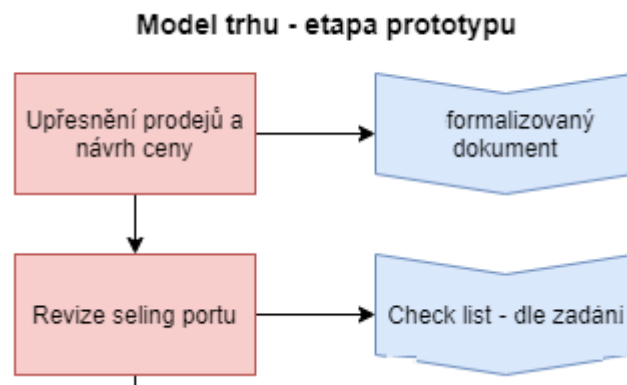 Model trhu - etapa prototypu
Upřesnění prodejů a
návrh ceny
formalizovaný
dokument
Revize seling portu
Check list - dle zadání